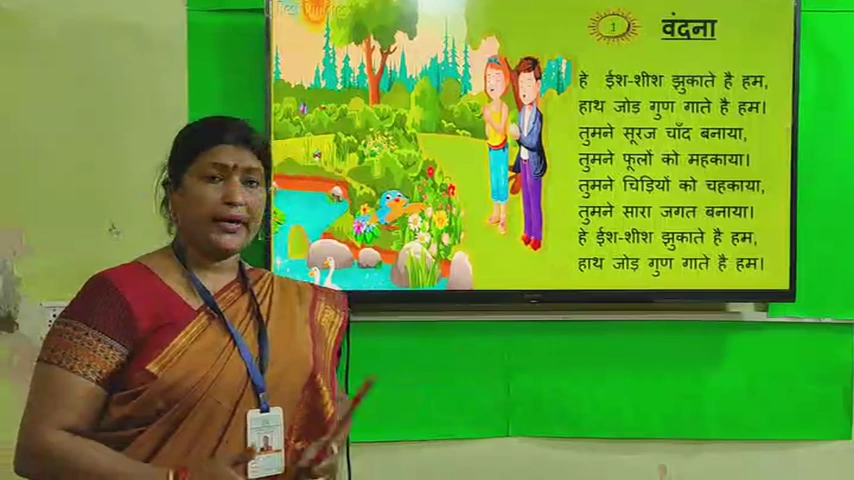 1
वंदना
हे ईश-शीश झुकाते है हम,
हाथ जोड़ गुण गाते है हम।
तुमने सूरज चाँद बनाया,
तुमने फूलों को महकाया।
तुमने चिड़ियों को चहकाया,
तुमने सारा जगत बनाया।
हे ईश-शीश झुकाते है हम,
हाथ जोड़ गुण गाते है हम।